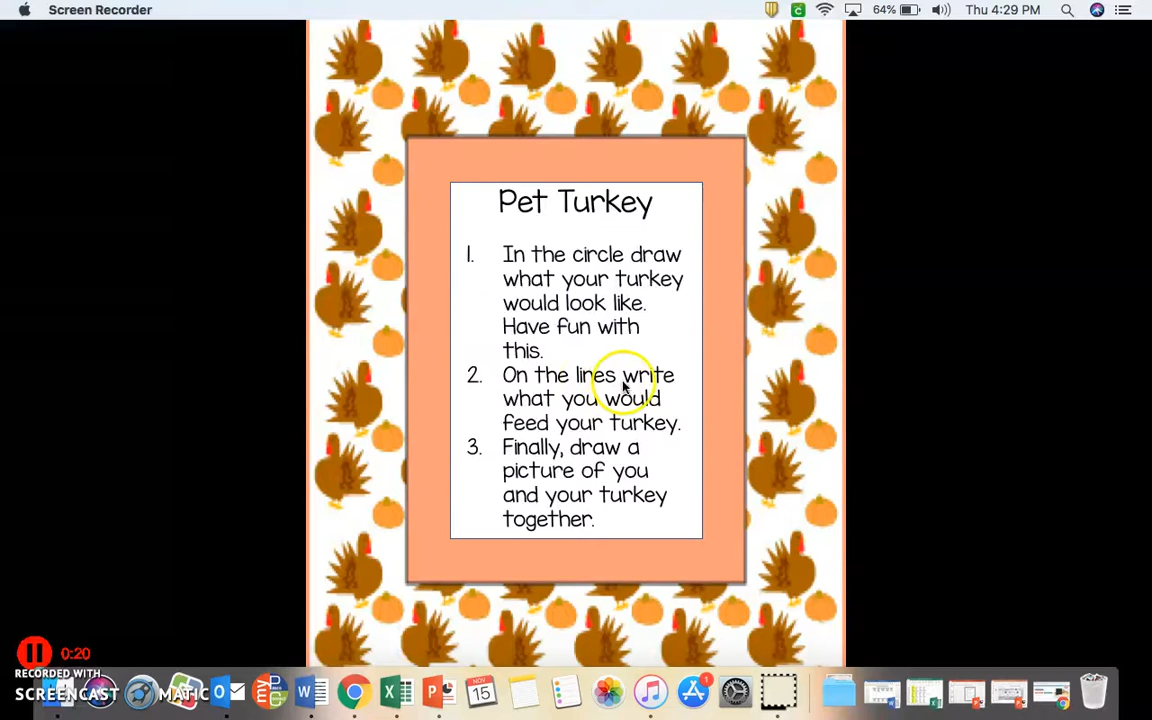 Screen Recorder
64%
Thu 4:29 PM
Pet Turkey
1. In the circle draw
what your turkey
would look like.
Have fun with
this.
2. On the lines write
what you would
feed your turkey.
3. Finally, draw a
picture of you
and your turkey
together.
0:20
RECORDED WITH
SCREENCAST MATIC
NOV
15
1